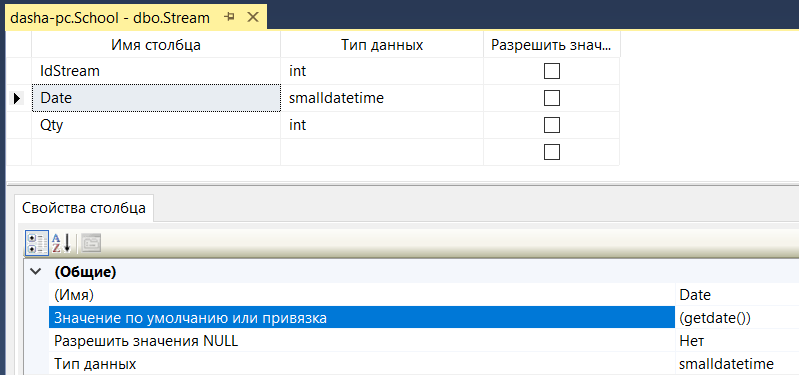 dasha-pc.School - dbo.Stream
Имя столбца Тип данных Разрешить знач...
IdStream int
Date smalldatetime
Qty int
Свойства столбца
(Общие)
(Имя) Date
Значение по умолчанию или привязка (getdate())
Разрешить значения NULL Нет
Тип данных smalldatetime